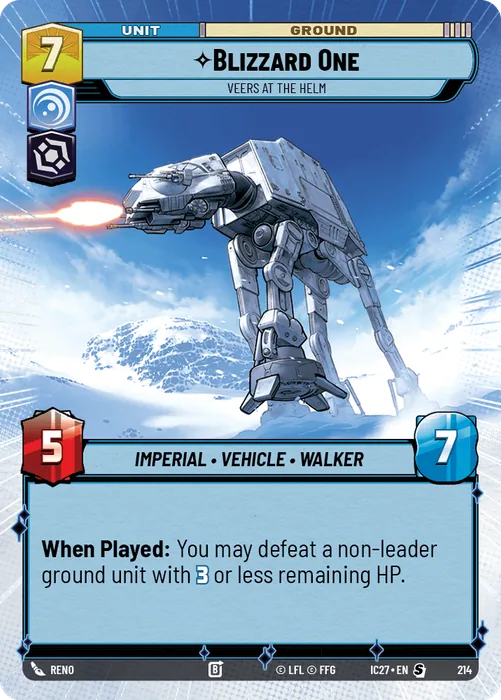 UNIT
GROUND
7
BLIZZARD ONE
VEERS AT THE HELM
5
IMPERIAL • VEHICLE • WALKER
7
When Played: You may defeat a non-leader
ground unit with 3 or less remaining HP.
RENO
B
© LFL © FFG
IC27 • EN
S
214